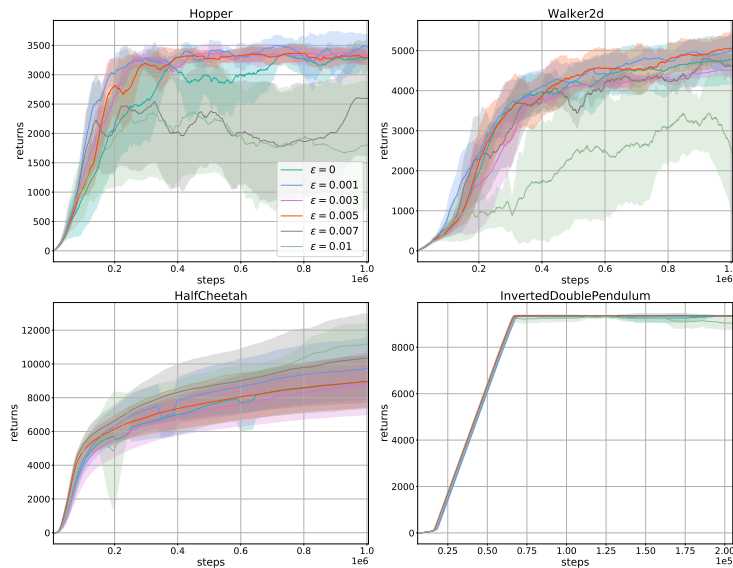 Hopper
3500
3000
2500
2000
1500
1000
500
0
returns
0.2 0.4 0.6 0.8 1.0
steps
1e6
ε = 0
ε = 0.001
ε = 0.003
ε = 0.005
ε = 0.007
ε = 0.01
Walker2d
5000
4000
3000
2000
1000
0
returns
0.2 0.4 0.6 0.8 1.0
steps
1e6
HalfCheetah
12000
10000
8000
6000
4000
2000
0
returns
0.2 0.4 0.6 0.8 1.0
steps
1e6
InvertedDoublePendulum
8000
6000
4000
2000
0
returns
0.25 0.50 0.75 1.00 1.25 1.50 1.75 2.00
steps
1e5